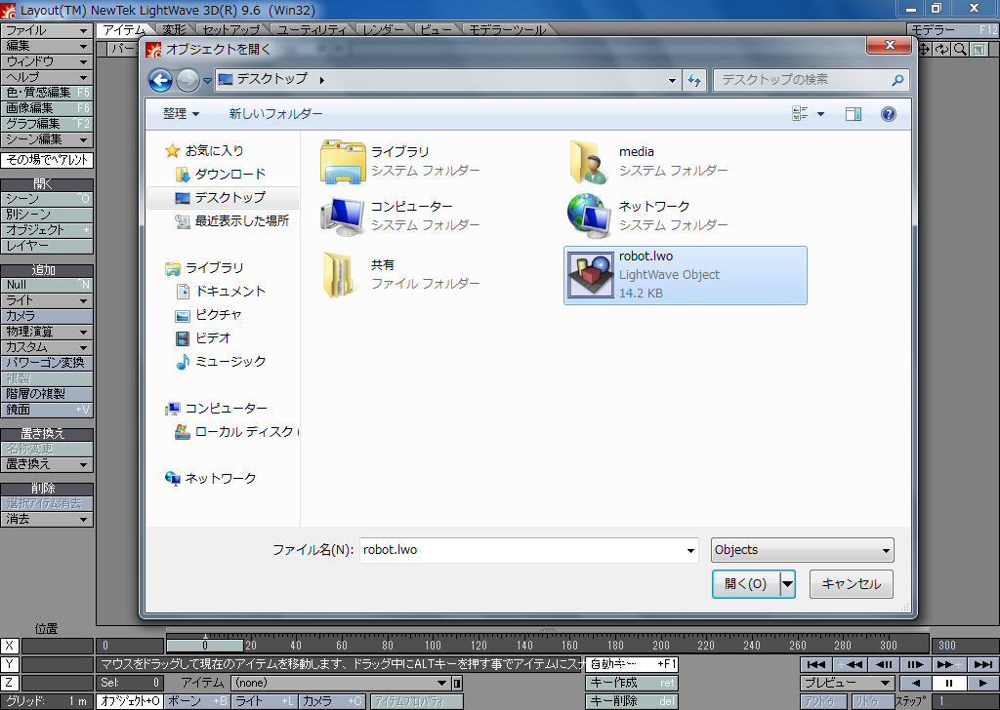 Layout(TM) NewTek LightWave 3D(R) 9.6  (Win32)
ファイル
編集
ウィンドウ
ヘルプ
色・質感編集 F5
画像編集 F6
グラフ編集 ^F2
シーン編集
その場でペアレント
開く
シーン ^O
別シーン
オブジェクト +
レイヤー
追加
Null ^N
ライト
カメラ
物理演算
カスタム
パワーゴン変換
複製
階層の複製
鏡面 +V
置き換え
名称変更
置き換え
削除
選択アイテム消去
消去
アイテム 変形 セットアップ ユーティリティ レンダー ビュー モデラーツール
モデラー F12
オブジェクトを開く
デスクトップ
デスクトップの検索
整理 新しいフォルダー
お気に入り
ダウンロード
デスクトップ
最近表示した場所
ライブラリ
ドキュメント
ピクチャ
ビデオ
ミュージック
コンピューター
ローカル ディスク (
ネットワーク
ライブラリ
システム フォルダー
media
システム フォルダー
コンピューター
システム フォルダー
ネットワーク
システム フォルダー
共有
ファイル フォルダー
robot.lwo
LightWave Object
14.2 KB
ファイル名(N): robot.lwo Objects
開く(O) キャンセル
位置
X 0 0 20 40 60 80 100 120 140 160 180 200 220 240 260 280 300 300
Y マウスをドラッグして現在のアイテムを移動します、ドラッグ中にALTキーを押す事でアイテムにスナ 自動キー +F1
Z Sel: 0 アイテム (none) キー作成 ret プレビュー
グリッド: 1 m オブジェクト+O ボーン +B ライト +L カメラ +C アイテムプロパティ キー削除 del アンドゥ リドゥ ステップ 1